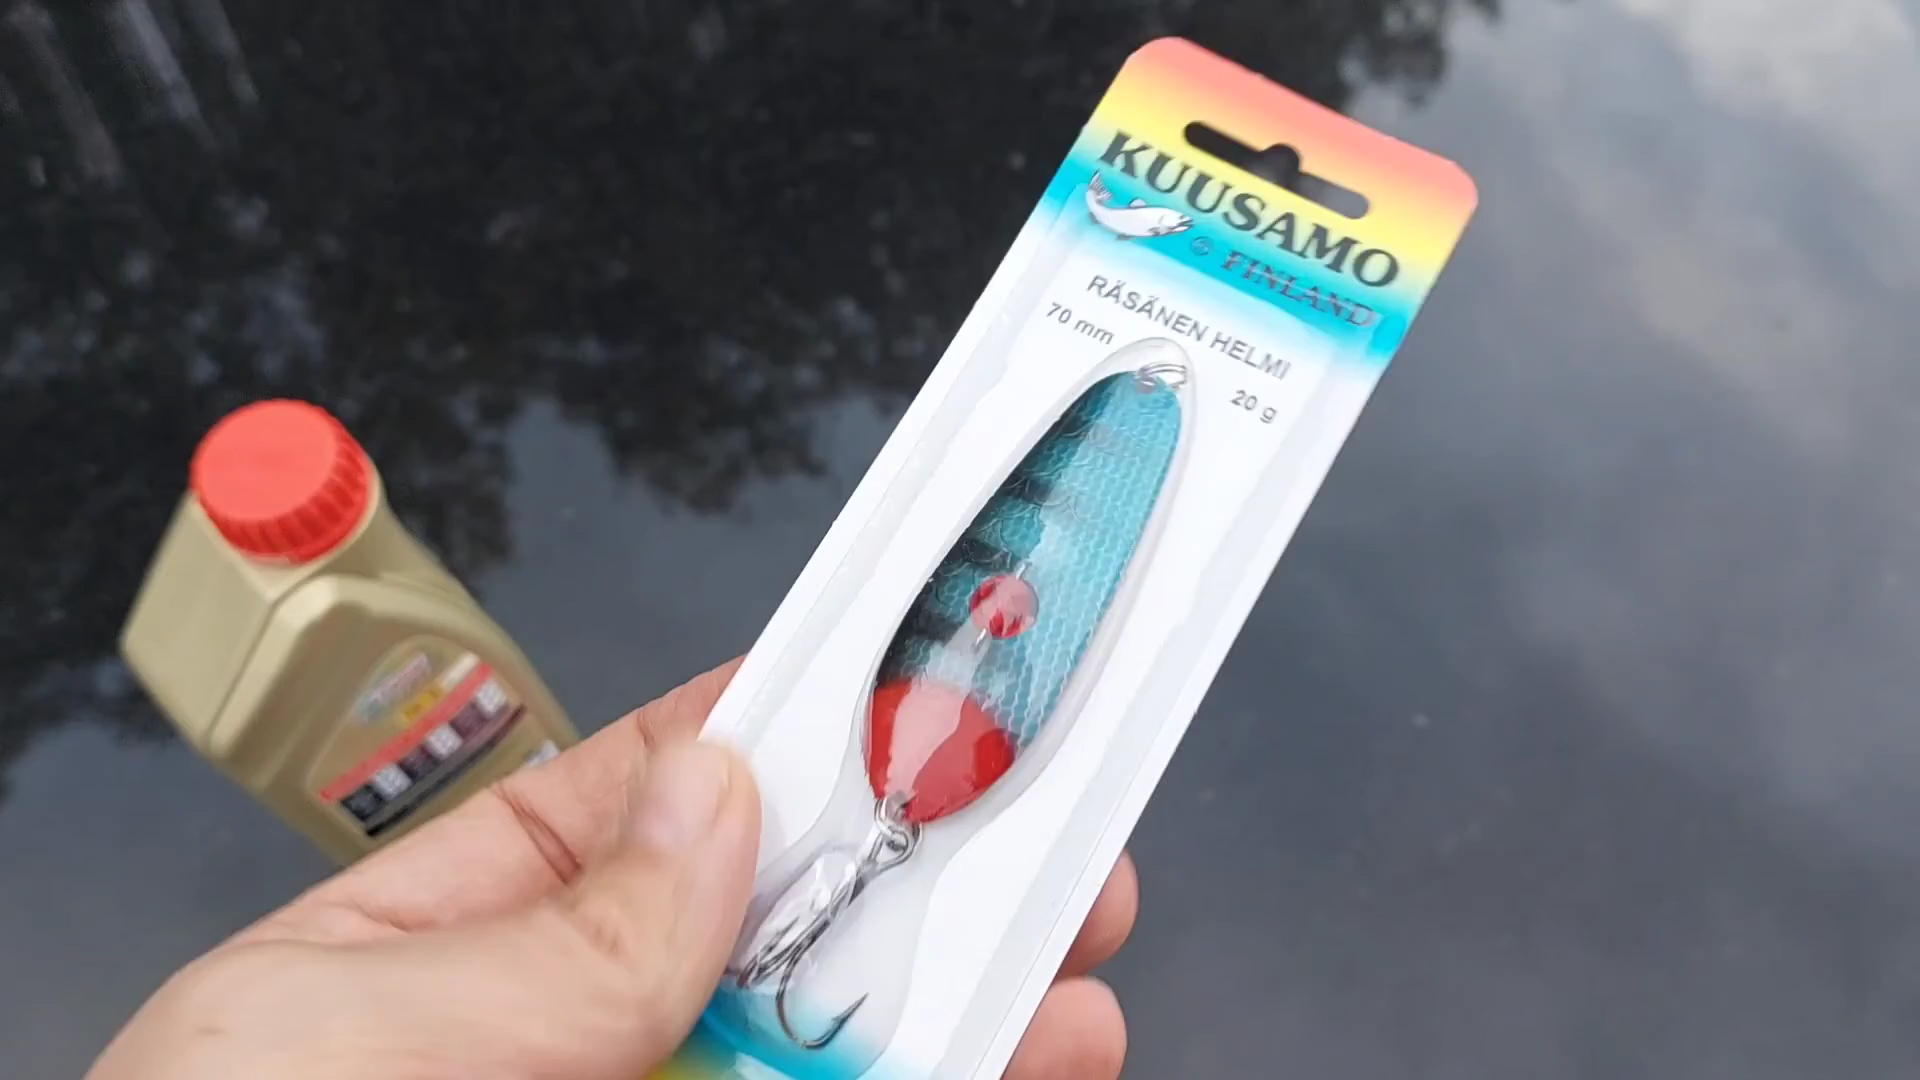 KUUSAMO
® FINLAND
RÄSÄNEN HELMI
70 mm
20 g